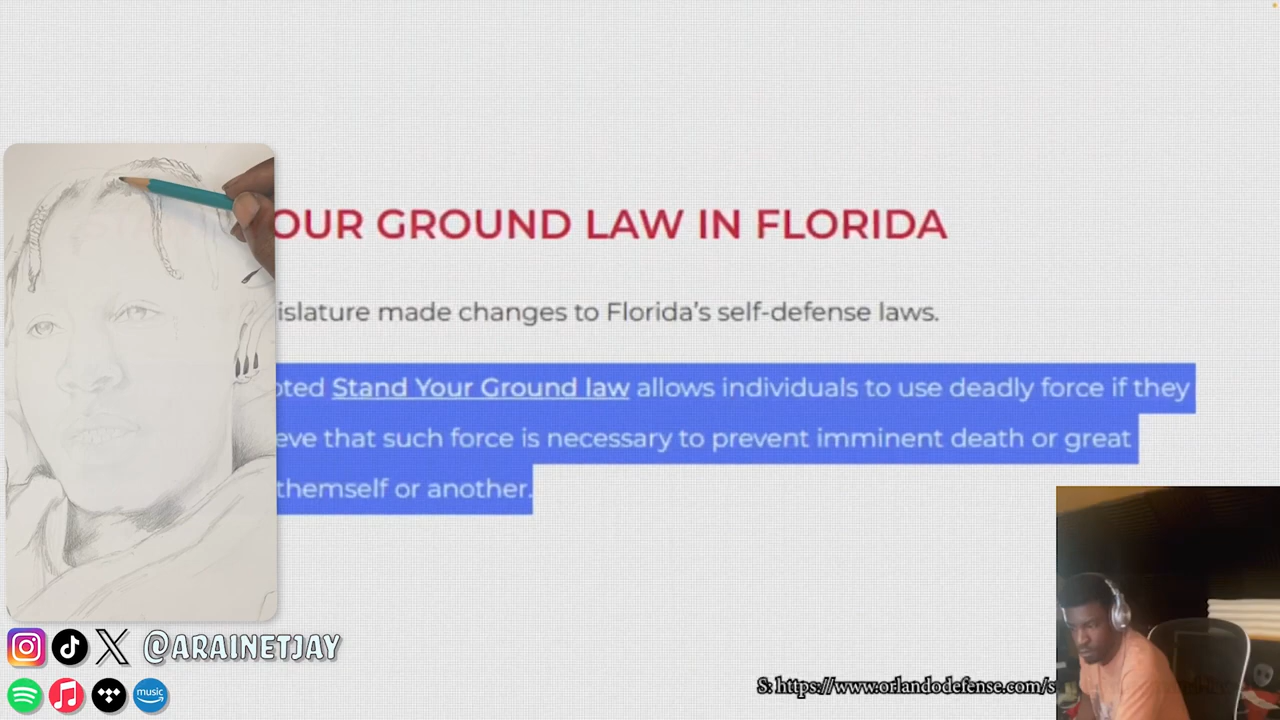 OUR GROUND LAW IN FLORIDA
islature made changes to Florida's self-defense laws.
oted Stand Your Ground law allows individuals to use deadly force if they
eve that such force is necessary to prevent imminent death or great
themself or another.
@ARAINETJAY
music
S: https://www.orlandodefense.com/s